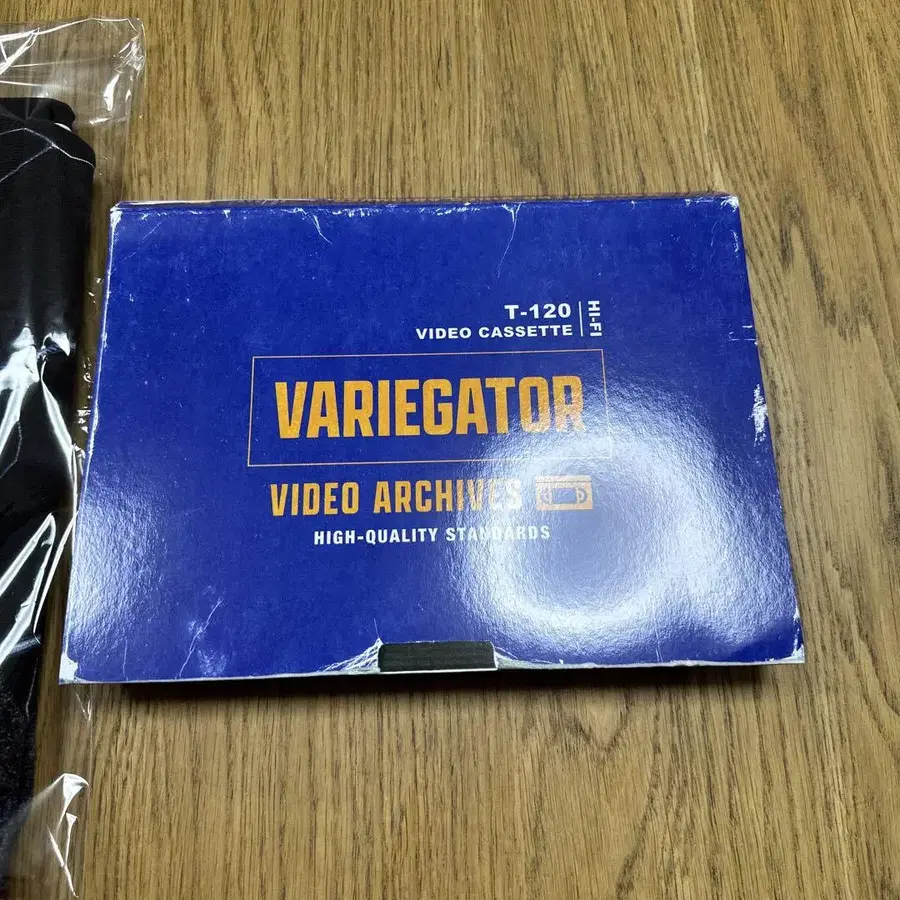 T-120
VIDEO CASSETTE
HI-FI
VARIEGATOR
VIDEO ARCHIVES
HIGH-QUALITY STANDARDS